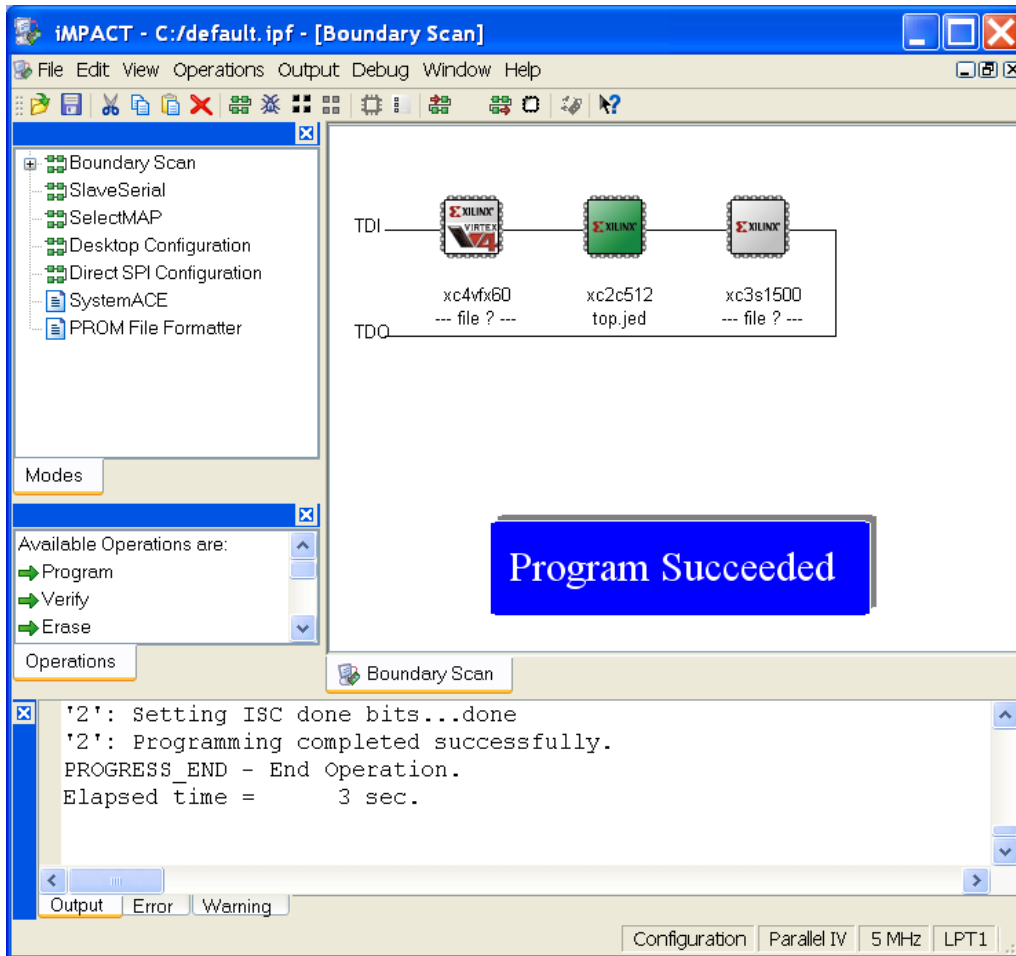 iMPACT - C:/default.ipf - [Boundary Scan]
File Edit View Operations Output Debug Window Help
Boundary Scan
SlaveSerial
SelectMAP
Desktop Configuration
Direct SPI Configuration
SystemACE
PROM File Formatter
Modes
Available Operations are:
Program
Verify
Erase
Operations
TDI
XILINX VIRTEX 4
XILINX
XILINX
xc4vfx60 xc2c512 xc3s1500
--- file ? --- top.jed --- file ? ---
TDO
Program Succeeded
Boundary Scan
'2': Setting ISC done bits...done
'2': Programming completed successfully.
PROGRESS_END - End Operation.
Elapsed time = 3 sec.
Output Error Warning
Configuration Parallel IV 5 MHz LPT1